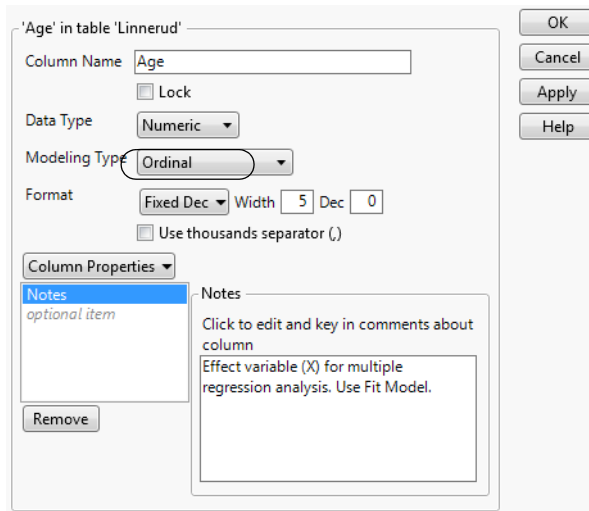 'Age' in table 'Linnerud'
OK
Column Name Age
Cancel
Lock
Apply
Data Type Numeric
Help
Modeling Type Ordinal
Format Fixed Dec Width 5 Dec 0
Use thousands separator (,)
Column Properties
Notes
optional item
Remove
Notes
Click to edit and key in comments about
column
Effect variable (X) for multiple
regression analysis. Use Fit Model.